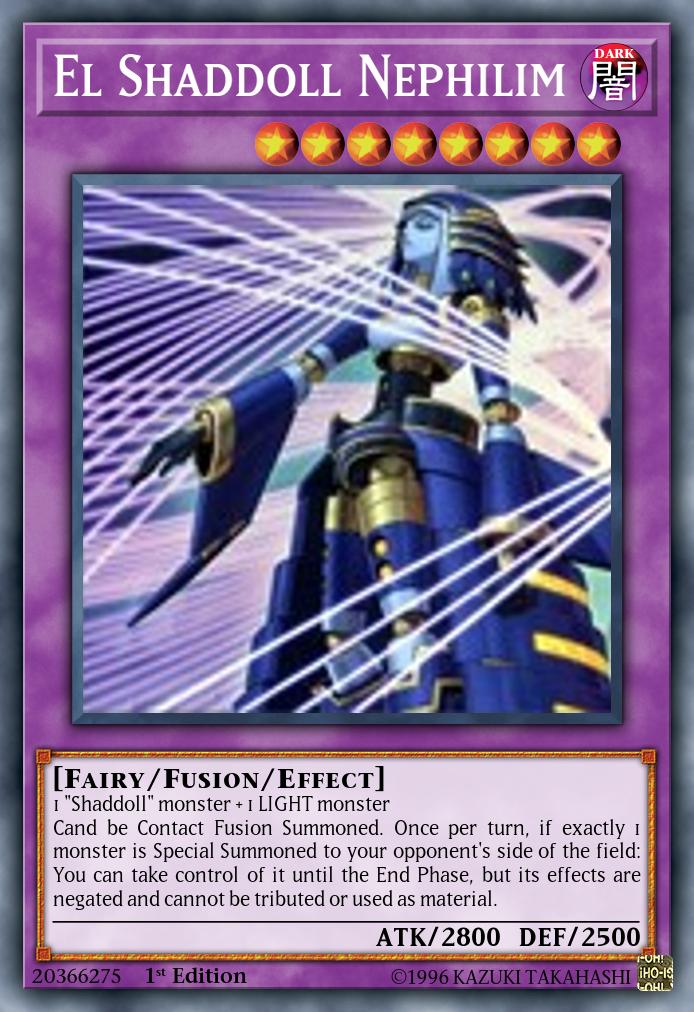 El Shaddoll Nephilim
DARK
闇
[Fairy/Fusion/Effect]
1 "Shaddoll" monster + 1 LIGHT monster
Cand be Contact Fusion Summoned. Once per turn, if exactly 1
monster is Special Summoned to your opponent's side of the field:
You can take control of it until the End Phase, but its effects are
negated and cannot be tributed or used as material.
ATK/2800 DEF/2500
20366275 1st Edition ©1996 KAZUKI TAKAHASHI